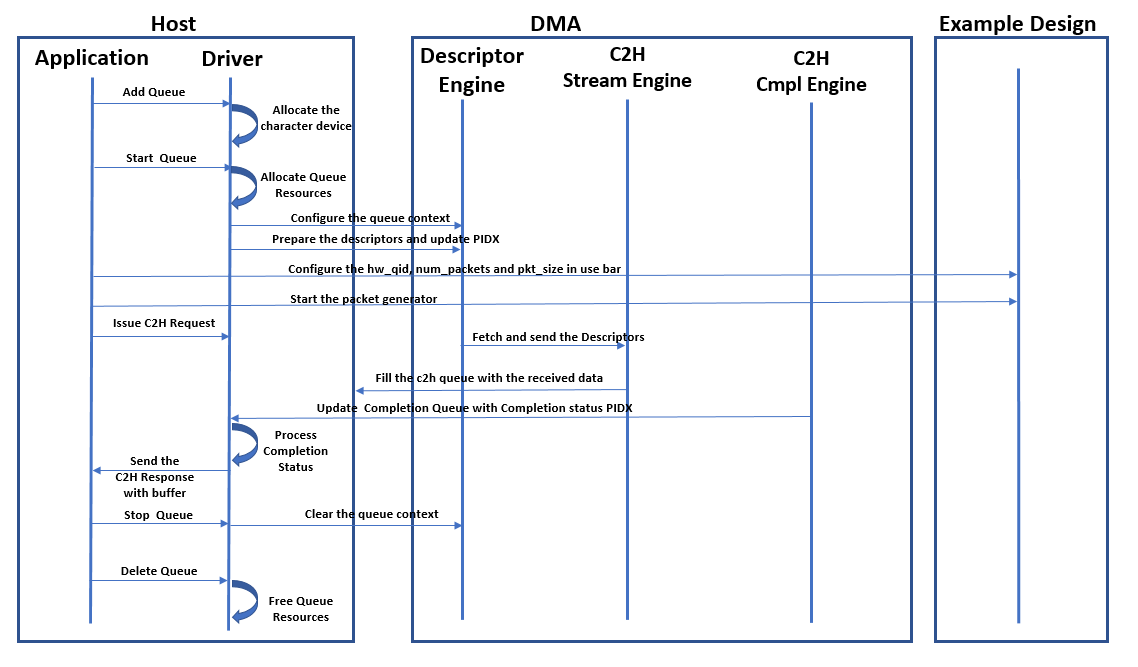 Host
DMA
Example Design
Application
Driver
Descriptor
Engine
C2H
Stream Engine
C2H
Cmpl Engine
Add Queue
Allocate the
character device
Start  Queue
Allocate Queue
Resources
Configure the queue context
Prepare the descriptors and update PIDX
Configure the hw_qid, num_packets and pkt_size in use bar
Start the packet generator
Issue C2H Request
Fetch and send the Descriptors
Fill the c2h queue with the received data
Update  Completion Queue with Completion status PIDX
Process
Completion
Status
Send the
C2H Response
with buffer
Stop  Queue
Clear the queue context
Delete Queue
Free Queue
Resources